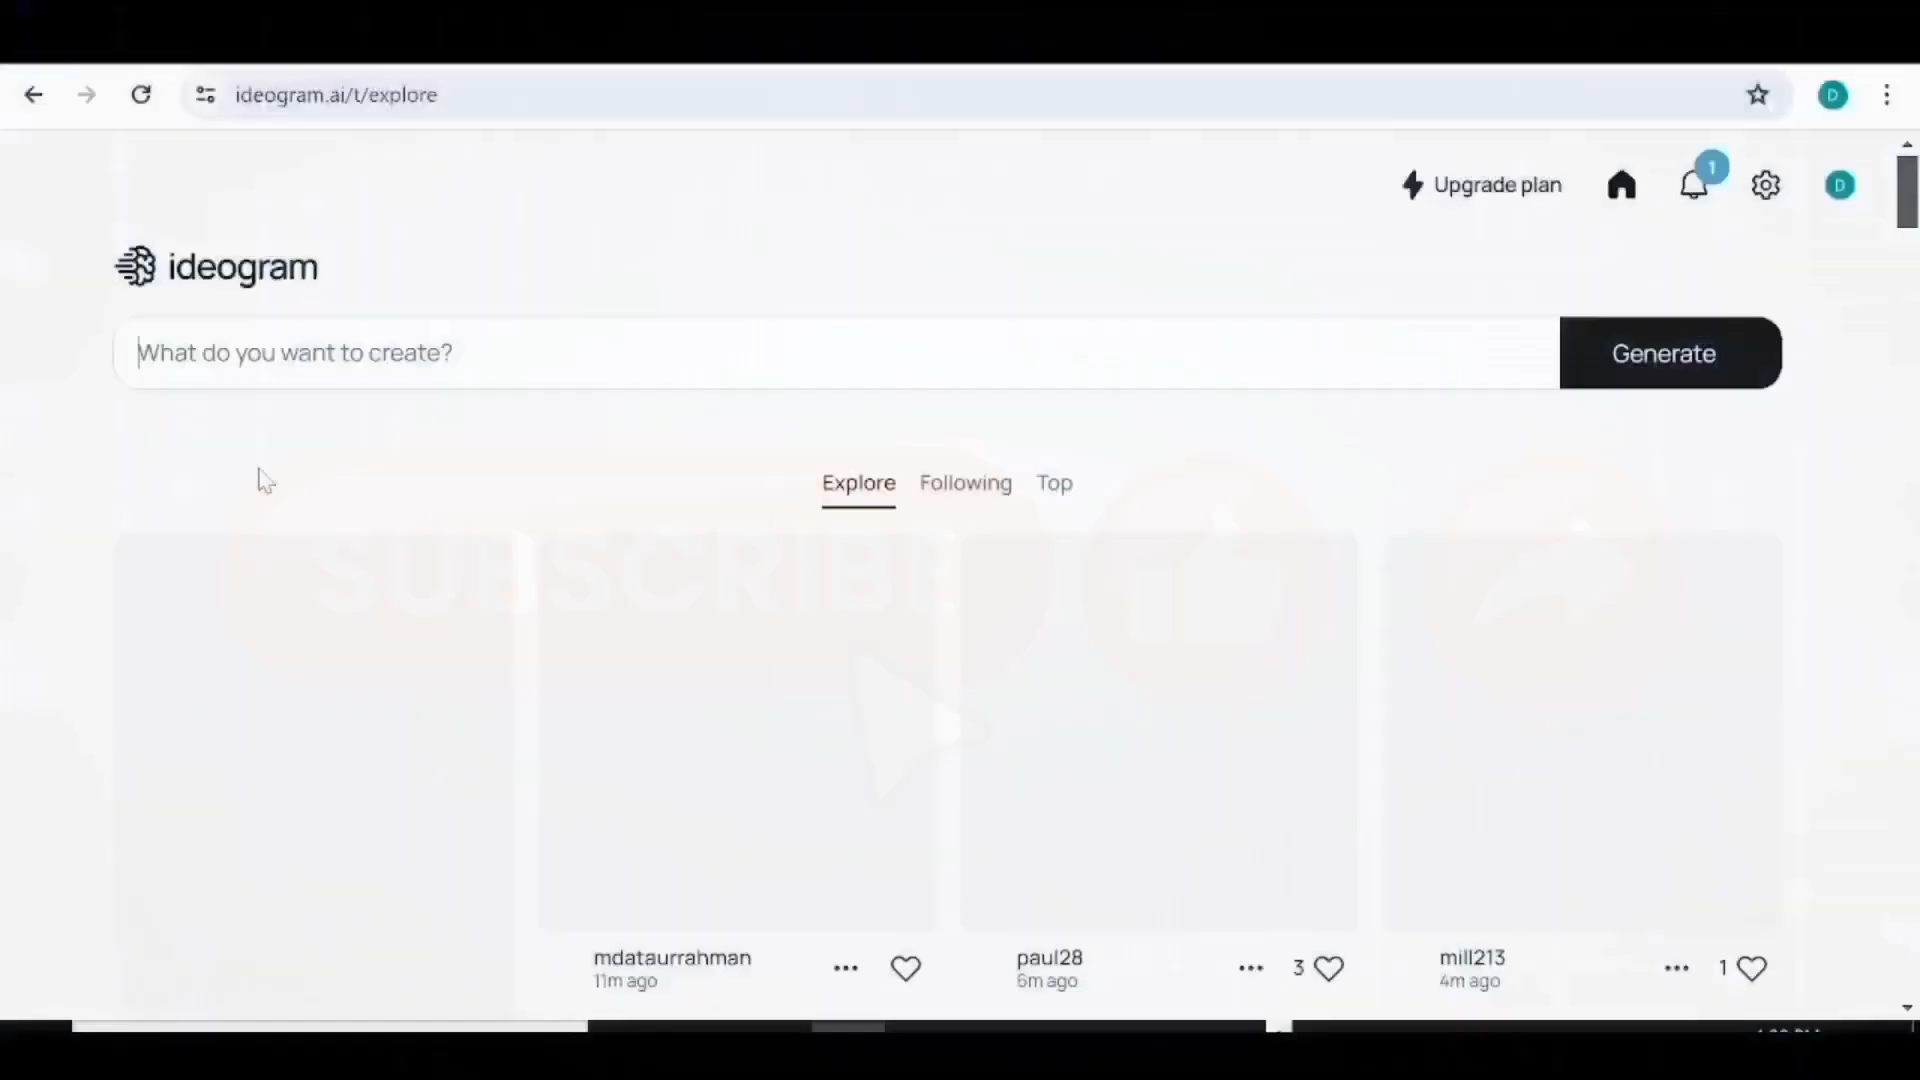 ideogram.ai/t/explore
D
Upgrade plan
1
D
ideogram
What do you want to create?
Generate
Explore Following Top
SUBSCRIBE
mdataurrahman
11m ago
paul28
6m ago
3
mill213
4m ago
1